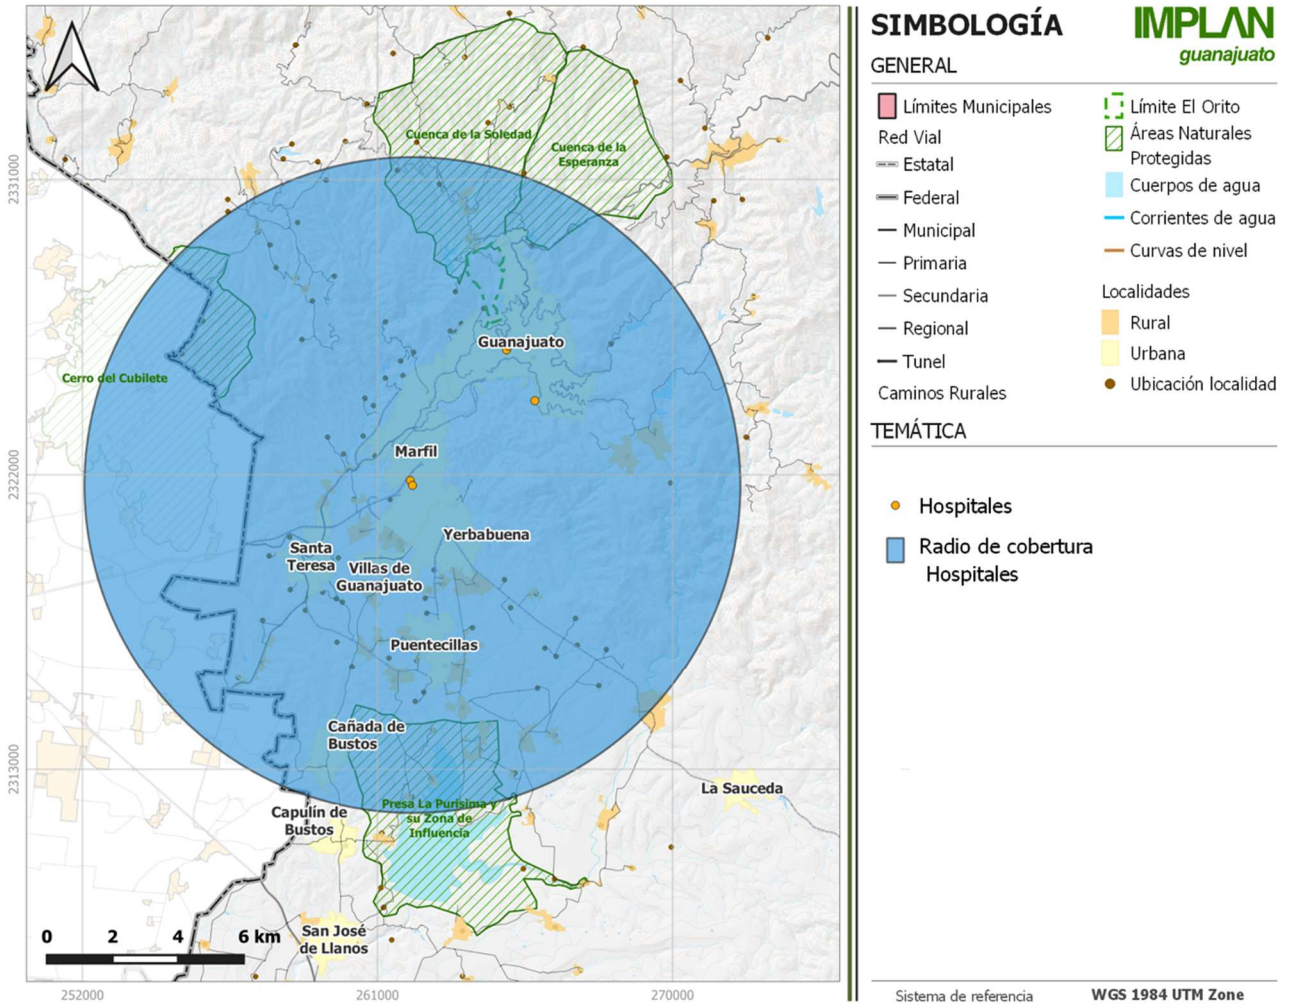 Cuenca de la Soledad
Cuenca de la
Esperanza
Cerro del Cubilete
Guanajuato
Marfil
Yerbabuena
Santa
Teresa
Villas de
Guanajuato
Puentecillas
Cañada de
Bustos
Presa La Purisima y
su Zona de
Influencia
Capulín de
Bustos
La Sauceda
San José
de Llanos
0 2 4 6 km
2331000
2322000
2313000
252000 261000 270000
SIMBOLOGÍA
IMPLAN
guanajuato
GENERAL
Límites Municipales
Red Vial
Estatal
Federal
Municipal
Primaria
Secundaria
Regional
Tunel
Caminos Rurales
Límite El Orito
Áreas Naturales
Protegidas
Cuerpos de agua
Corrientes de agua
Curvas de nivel
Localidades
Rural
Urbana
Ubicación localidad
TEMÁTICA
Hospitales
Radio de cobertura
Hospitales
Sistema de referencia WGS 1984 UTM Zone